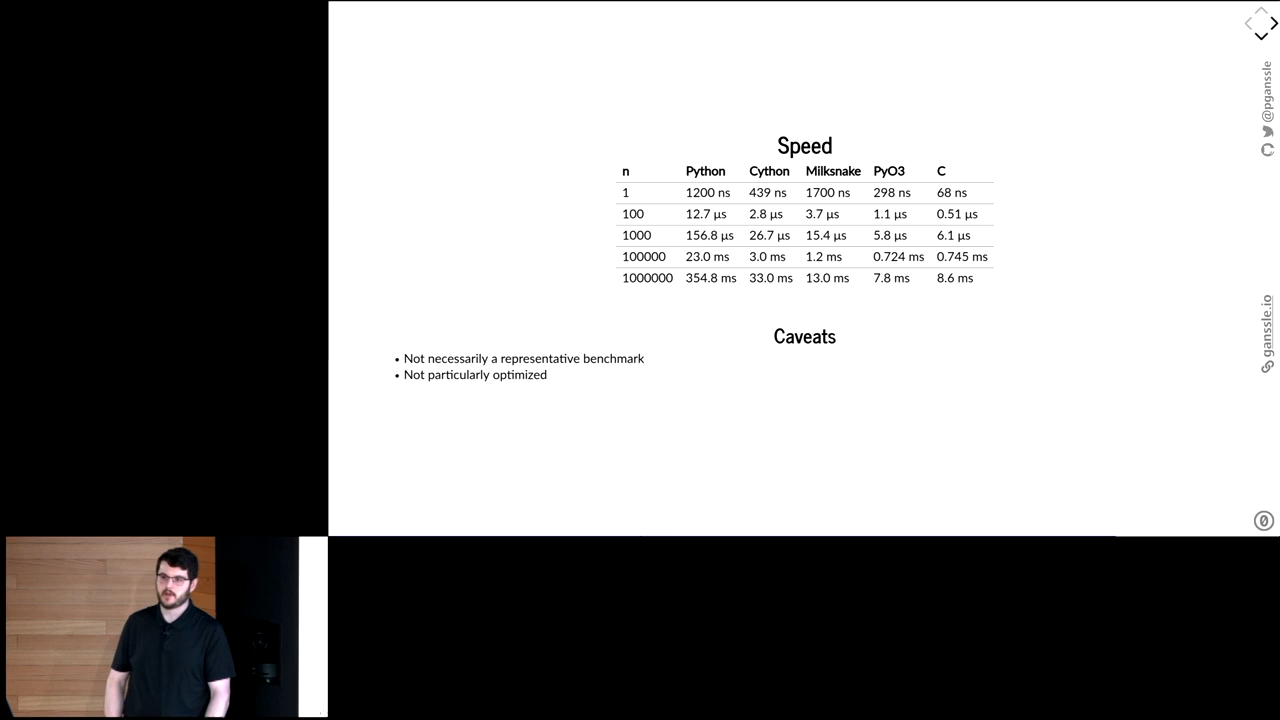 Speed
n Python Cython Milksnake PyO3 C
1 1200 ns 439 ns 1700 ns 298 ns 68 ns
100 12.7 μs 2.8 μs 3.7 μs 1.1 μs 0.51 μs
1000 156.8 μs 26.7 μs 15.4 μs 5.8 μs 6.1 μs
100000 23.0 ms 3.0 ms 1.2 ms 0.724 ms 0.745 ms
1000000 354.8 ms 33.0 ms 13.0 ms 7.8 ms 8.6 ms
Caveats
• Not necessarily a representative benchmark
• Not particularly optimized
@pganssle
ganssle.io
0